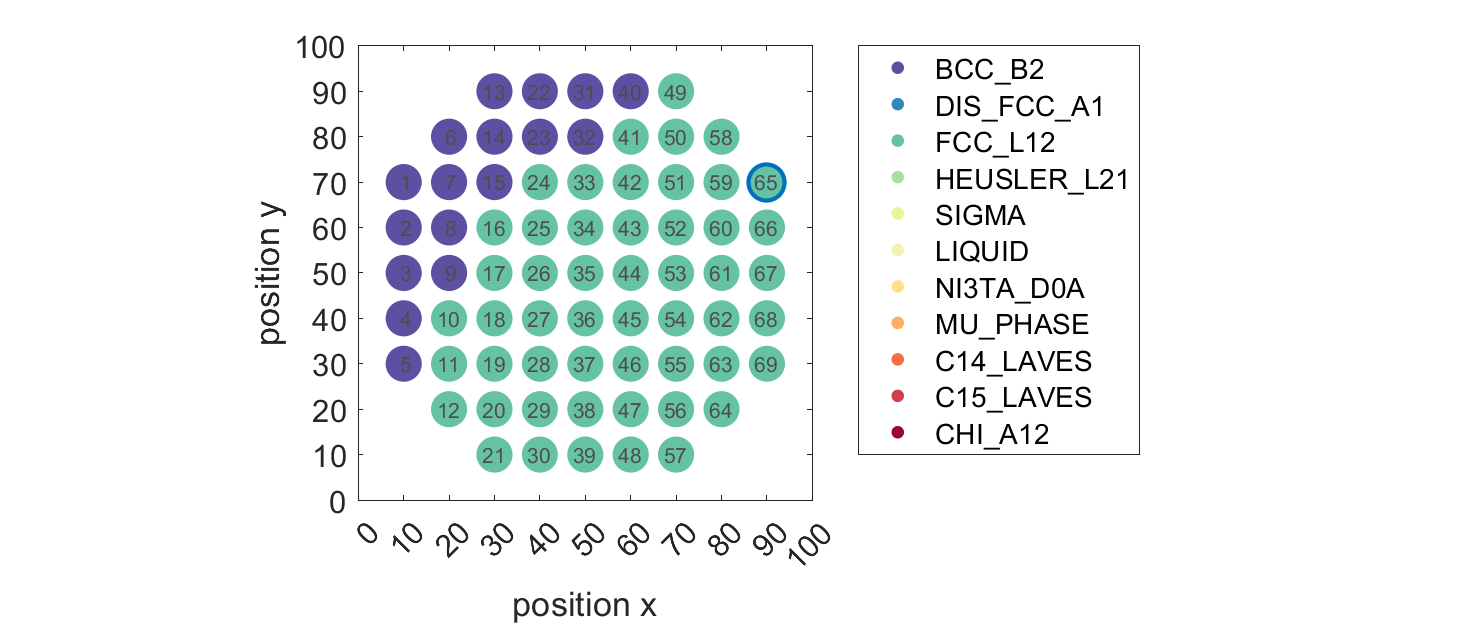 100
90
80
70
60
50
40
30
20
10
0
position y
13 22 31 40 49
6 14 23 32 41 50 58
1 7 15 24 33 42 51 59 65
2 8 16 25 34 43 52 60 66
3 9 17 26 35 44 53 61 67
4 10 18 27 36 45 54 62 68
5 11 19 28 37 46 55 63 69
12 20 29 38 47 56 64
21 30 39 48 57
0 10 20 30 40 50 60 70 80 90 100
position x
BCC_B2
DIS_FCC_A1
FCC_L12
HEUSLER_L21
SIGMA
LIQUID
NI3TA_D0A
MU_PHASE
C14_LAVES
C15_LAVES
CHI_A12